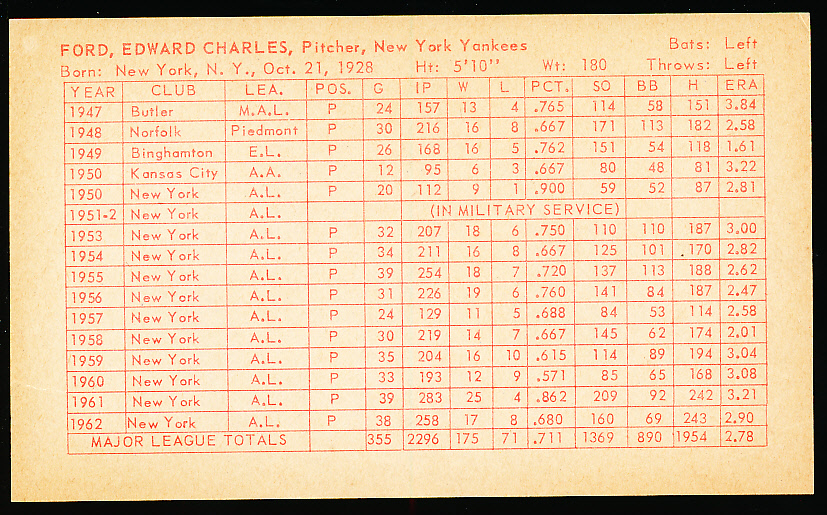 FORD, EDWARD CHARLES, Pitcher, New York Yankees Bats: Left
Born: New York, N. Y., Oct. 21, 1928 Ht: 5'10" Wt: 180 Throws: Left
YEAR CLUB LEA. POS. G IP W L PCT. SO BB H ERA
1947 Butler M.A.L. P 24 157 13 4 .765 114 58 151 3.84
1948 Norfolk Piedmont P 30 216 16 8 .667 171 113 182 2.58
1949 Binghamton E.L. P 26 168 16 5 .762 151 54 118 1.61
1950 Kansas City A.A. P 12 95 6 3 .667 80 48 81 3.22
1950 New York A.L. P 20 112 9 1 .900 59 52 87 2.81
1951-2 New York A.L. (IN MILITARY SERVICE)
1953 New York A.L. P 32 207 18 6 .750 110 110 187 3.00
1954 New York A.L. P 34 211 16 8 .667 125 101 170 2.82
1955 New York A.L. P 39 254 18 7 .720 137 113 188 2.62
1956 New York A.L. P 31 226 19 6 .760 141 84 187 2.47
1957 New York A.L. P 24 129 11 5 .688 84 53 114 2.58
1958 New York A.L. P 30 219 14 7 .667 145 62 174 2.01
1959 New York A.L. P 35 204 16 10 .615 114 89 194 3.04
1960 New York A.L. P 33 193 12 9 .571 85 65 168 3.08
1961 New York A.L. P 39 283 25 4 .862 209 92 242 3.21
1962 New York A.L. P 38 258 17 8 .680 160 69 243 2.90
MAJOR LEAGUE TOTALS 355 2296 175 71 .711 1369 890 1954 2.78